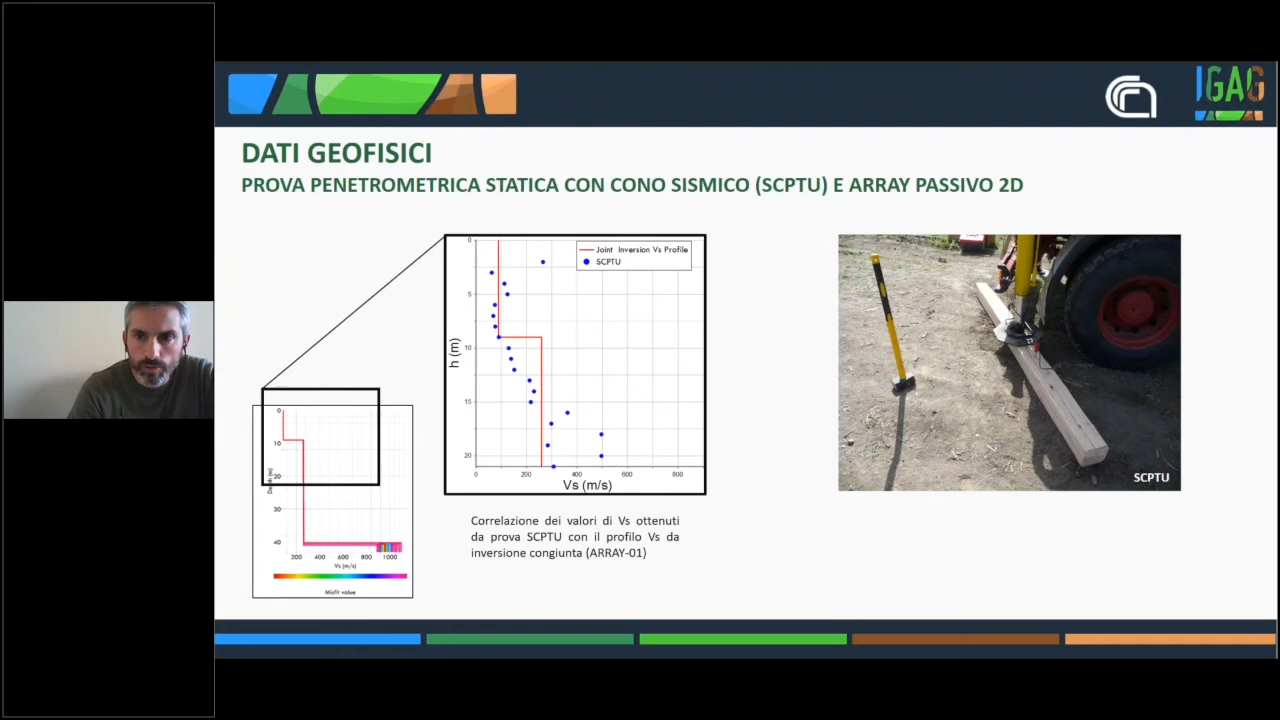 IGAG
DATI GEOFISICI
PROVA PENETROMETRICA STATICA CON CONO SISMICO (SCPTU) E ARRAY PASSIVO 2D
0
5
10
15
20
h (m)
Joint Inversion Vs Profile
SCPTU
0
200
400
600
800
Vs (m/s)
0
10
20
30
40
Depth (m)
200
400
600
800
1000
Vs (m/s)
Misfit value
Correlazione dei valori di Vs ottenuti
da prova SCPTU con il profilo Vs da
inversione congiunta (ARRAY-01)
SCPTU